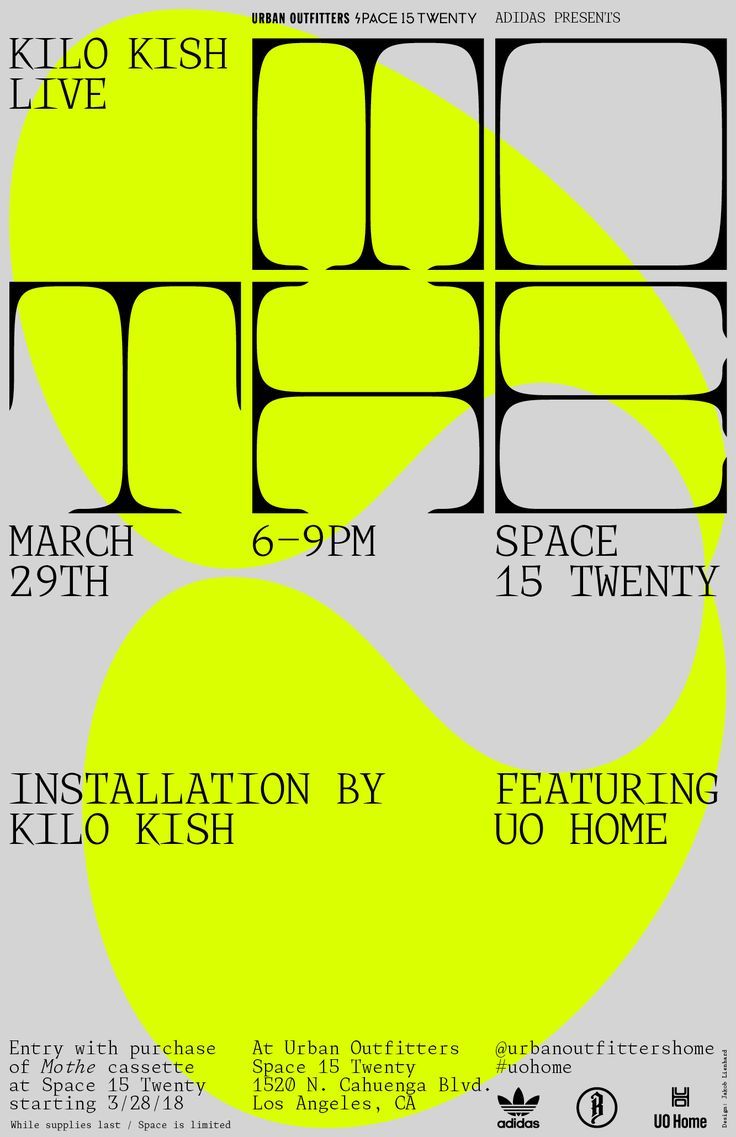 URBAN OUTFITTERS SPACE 15 TWENTY
ADIDAS PRESENTS
KILO KISH
LIVE
MO
THE
MARCH
29TH
6–9PM
SPACE
15 TWENTY
INSTALLATION BY
KILO KISH
FEATURING
UO HOME
Entry with purchase
of Mothe cassette
at Space 15 Twenty
starting 3/28/18
While supplies last / Space is limited
At Urban Outfitters
Space 15 Twenty
1520 N. Cahuenga Blvd.
Los Angeles, CA
@urbanoutfittershome
#uohome
adidas
UO Home
Design: Jakob Lienhard